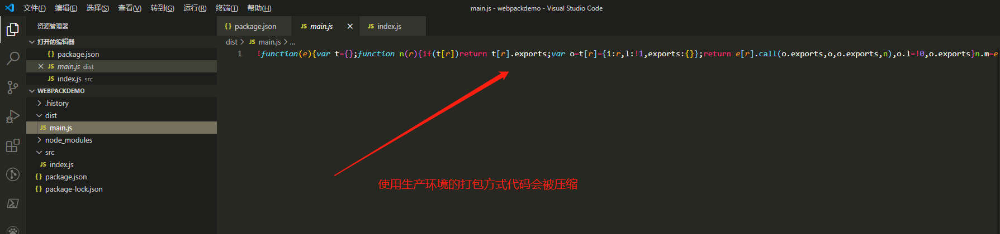 文件(F) 编辑(E) 选择(S) 查看(V) 转到(G) 运行(R) 终端(T) 帮助(H)
main.js - webpackdemo - Visual Studio Code
资源管理器
打开的编辑器
{} package.json
JS main.js dist
JS index.js src
WEBPACKDEMO
.history
dist
JS main.js
node_modules
src
JS index.js
{} package.json
{} package-lock.json
{} package.json
JS main.js
JS index.js
dist > JS main.js > ...
1 !function(e){var t={};function n(r){if(t[r])return t[r].exports;var o=t[r]={i:r,l:!1,exports:{}};return e[r].call(o.exports,o,o.exports,n),o.l=!0,o.exports}n.m=e
使用生产环境的打包方式代码会被压缩